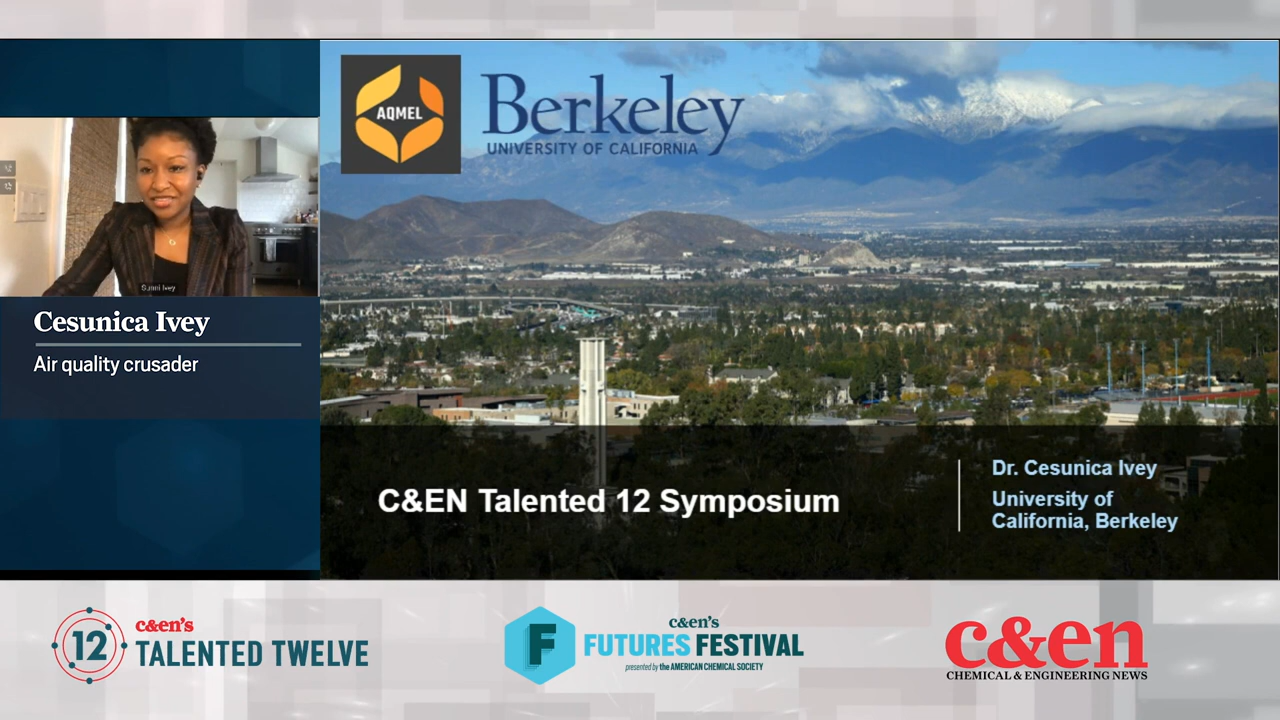 AQMEL
Berkeley
UNIVERSITY OF CALIFORNIA
Sunni Ivey
Cesunica Ivey
Air quality crusader
C&EN Talented 12 Symposium
Dr. Cesunica Ivey
University of
California, Berkeley
12
c&en's
TALENTED TWELVE
F
c&en's
FUTURES FESTIVAL
presented by the AMERICAN CHEMICAL SOCIETY
c&en
CHEMICAL & ENGINEERING NEWS